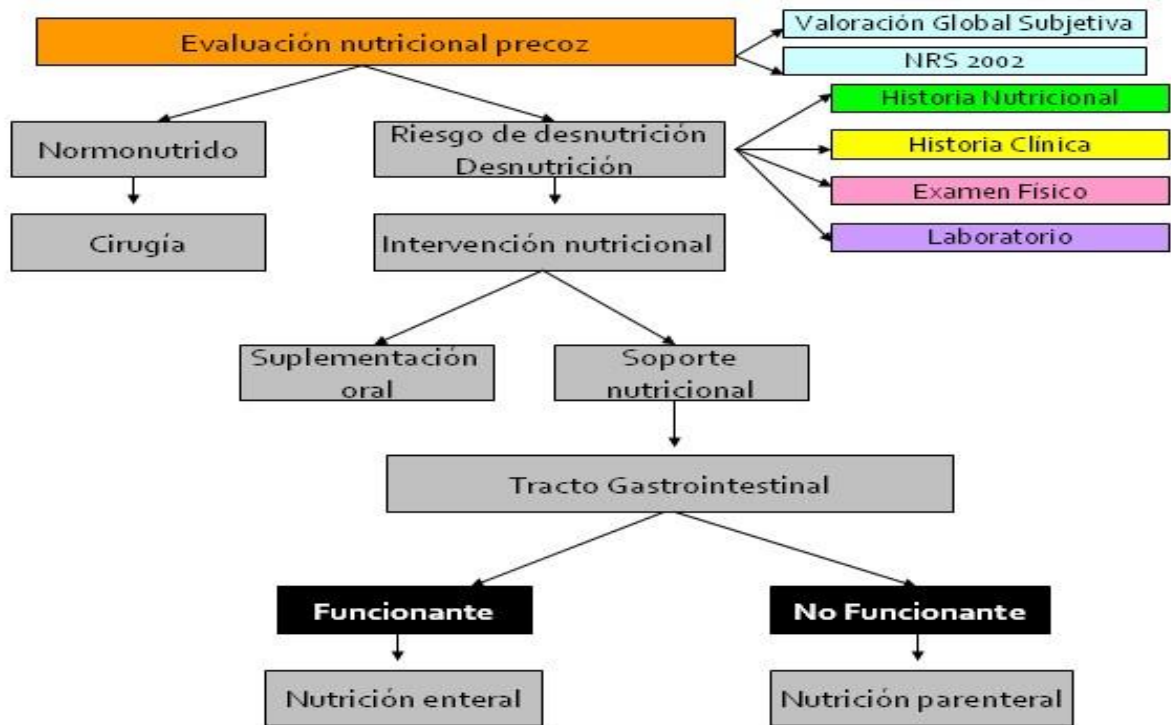 Evaluación nutricional precoz
Valoración Global Subjetiva
NRS 2002
Normonutrido
Riesgo de desnutrición
Desnutrición
Historia Nutricional
Historia Clínica
Examen Físico
Laboratorio
Cirugía
Intervención nutricional
Suplementación
oral
Soporte
nutricional
Tracto Gastrointestinal
Funcionante
No Funcionante
Nutrición enteral
Nutrición parenteral